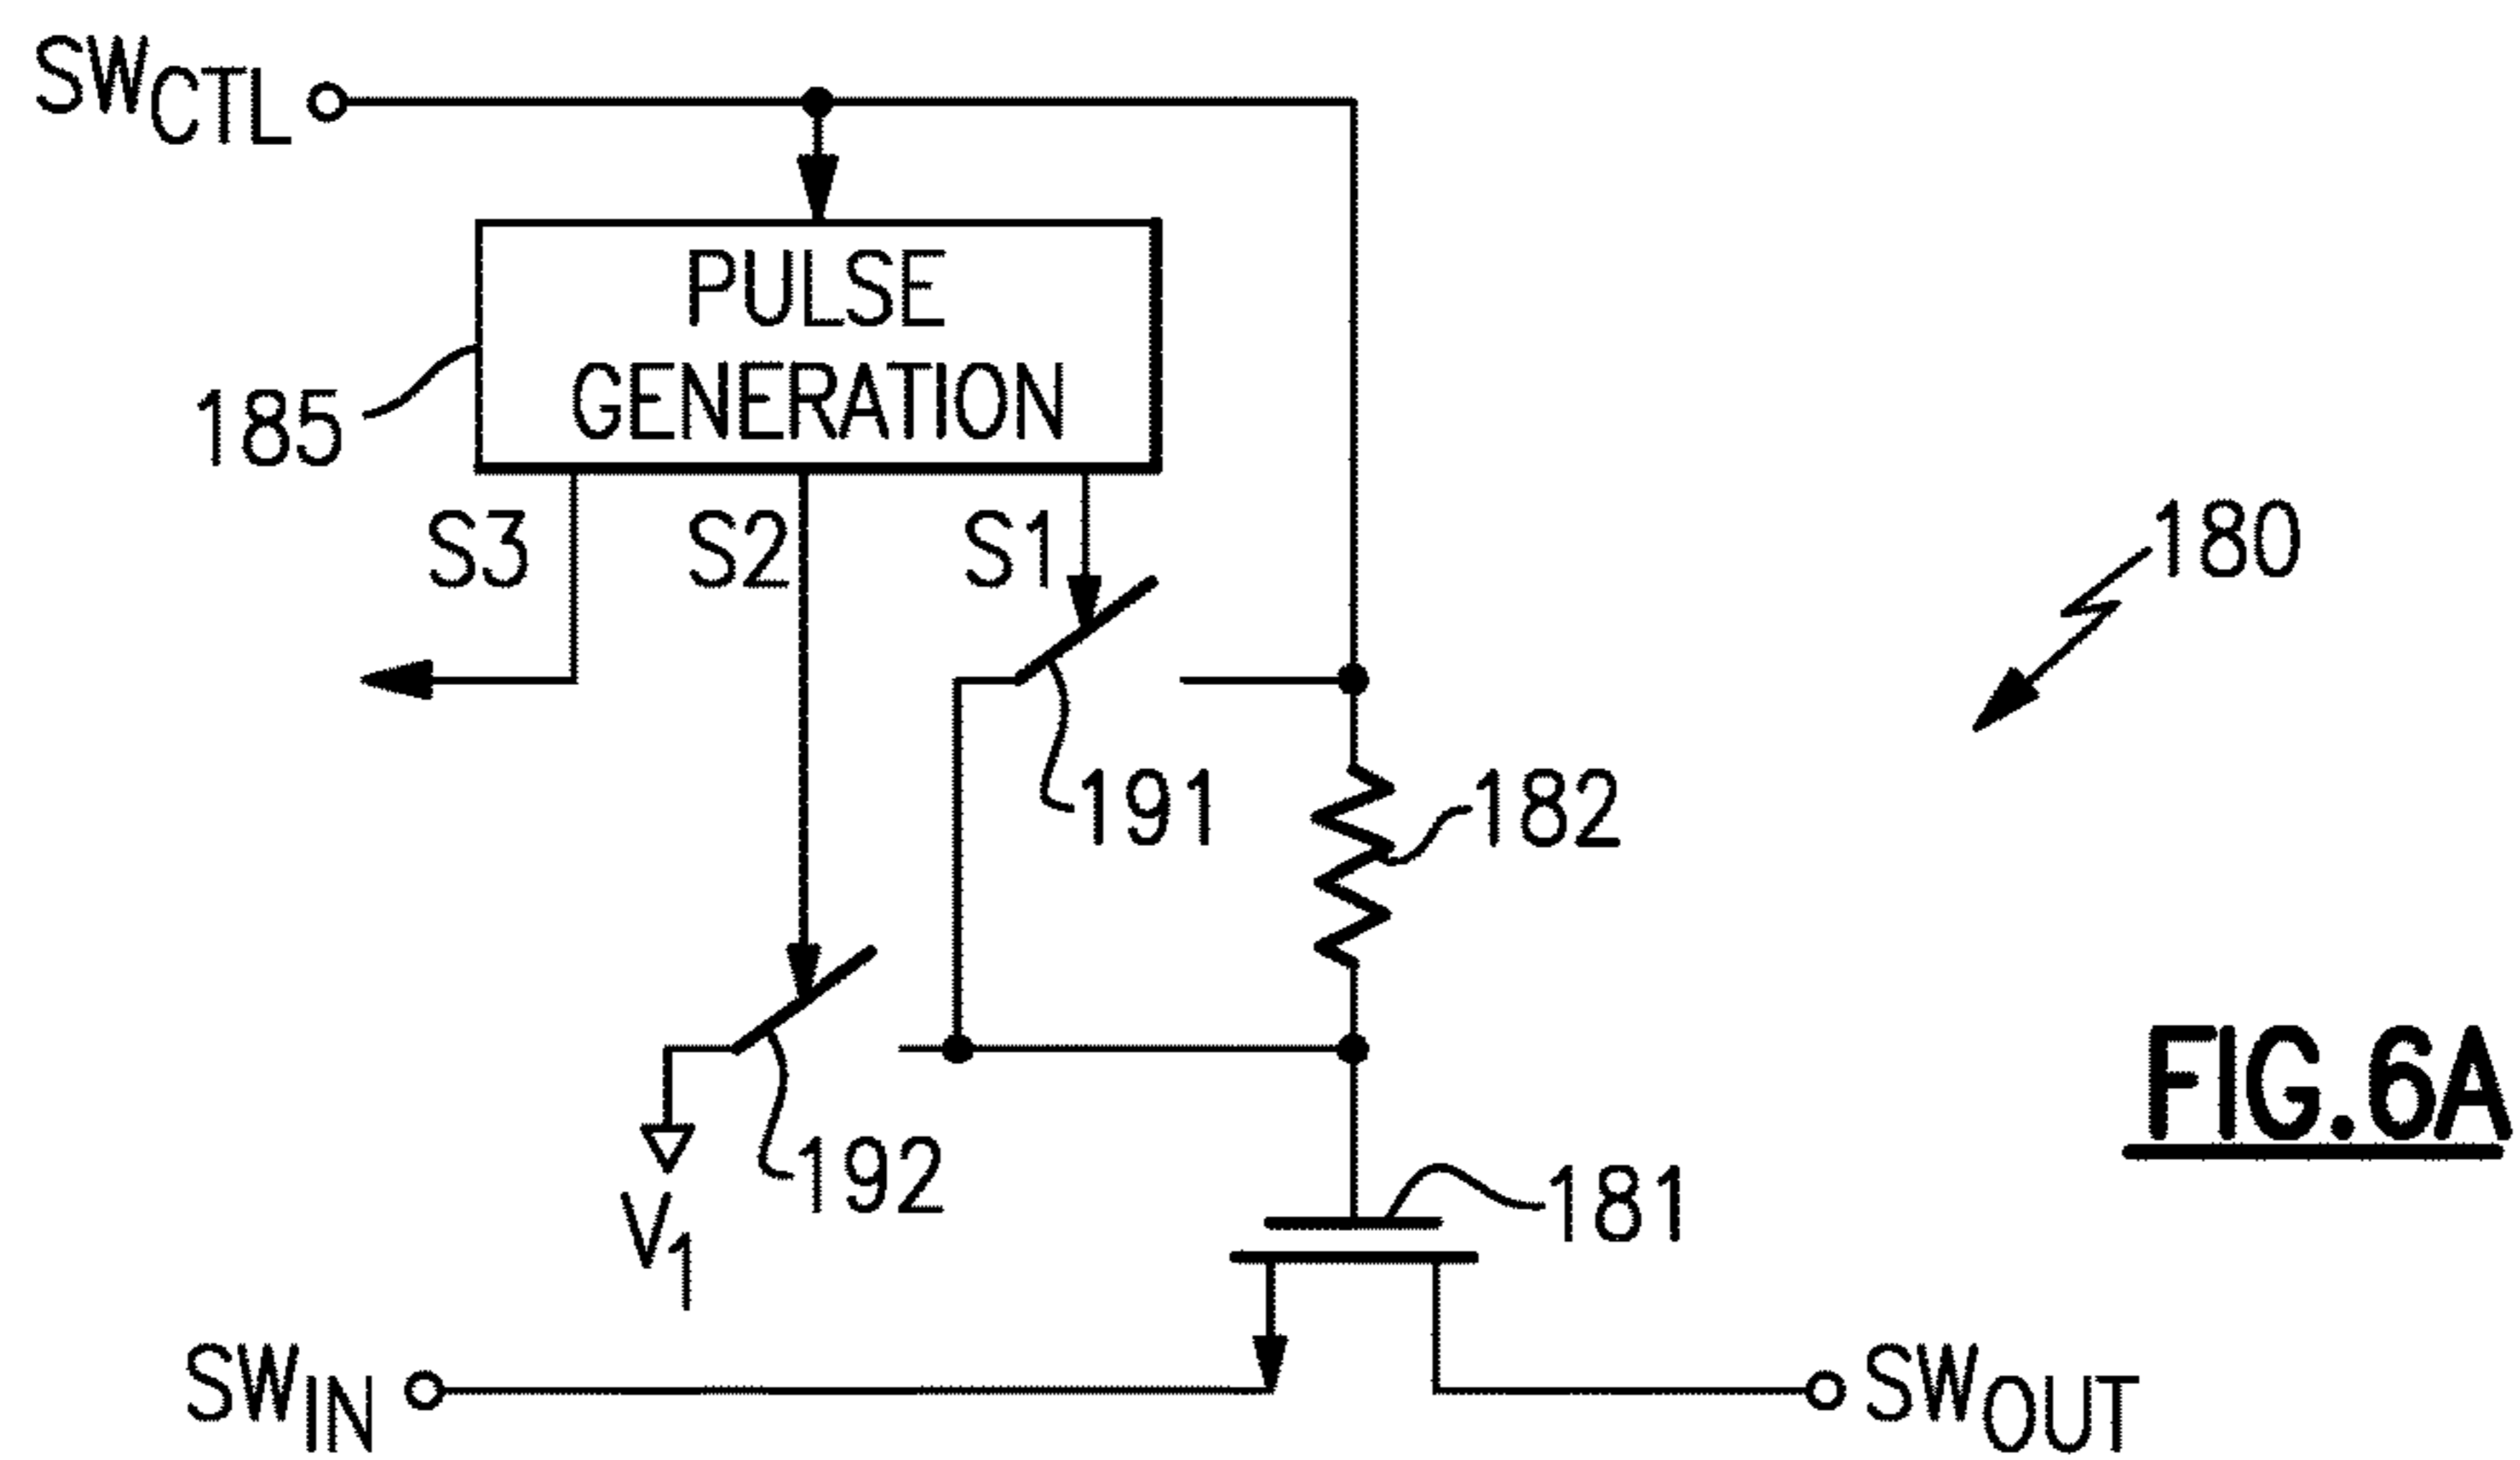 SWCTL
PULSE
GENERATION
185
S3
S2
S1
180
191
182
192
V1
181
FIG.6A
SWIN
SWOUT